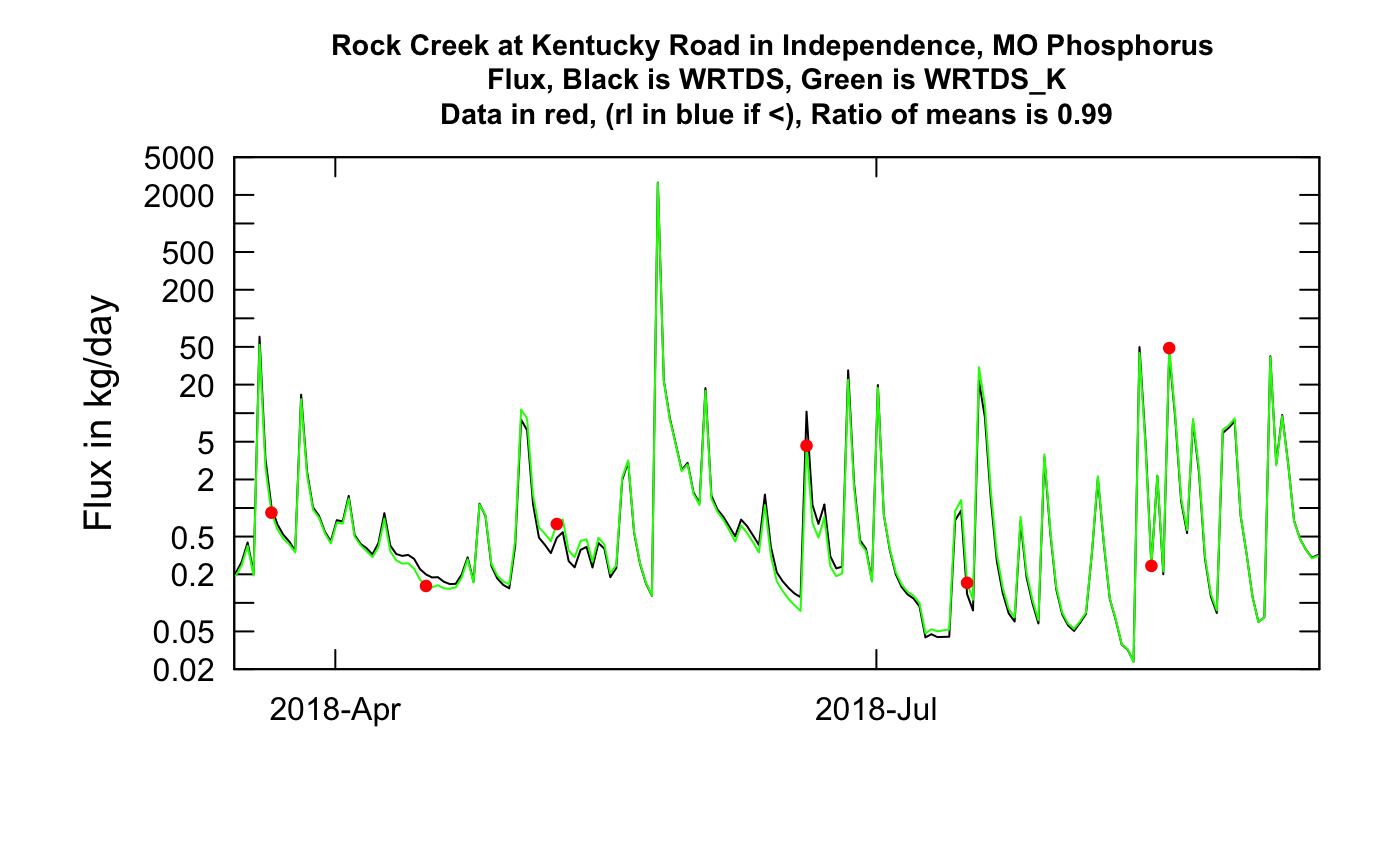 Rock Creek at Kentucky Road in Independence, MO Phosphorus
Flux, Black is WRTDS, Green is WRTDS_K
Data in red, (rl in blue if <), Ratio of means is 0.99
5000
2000
500
200
50
20
5
2
0.5
0.2
0.05
0.02
Flux in kg/day
2018-Apr
2018-Jul